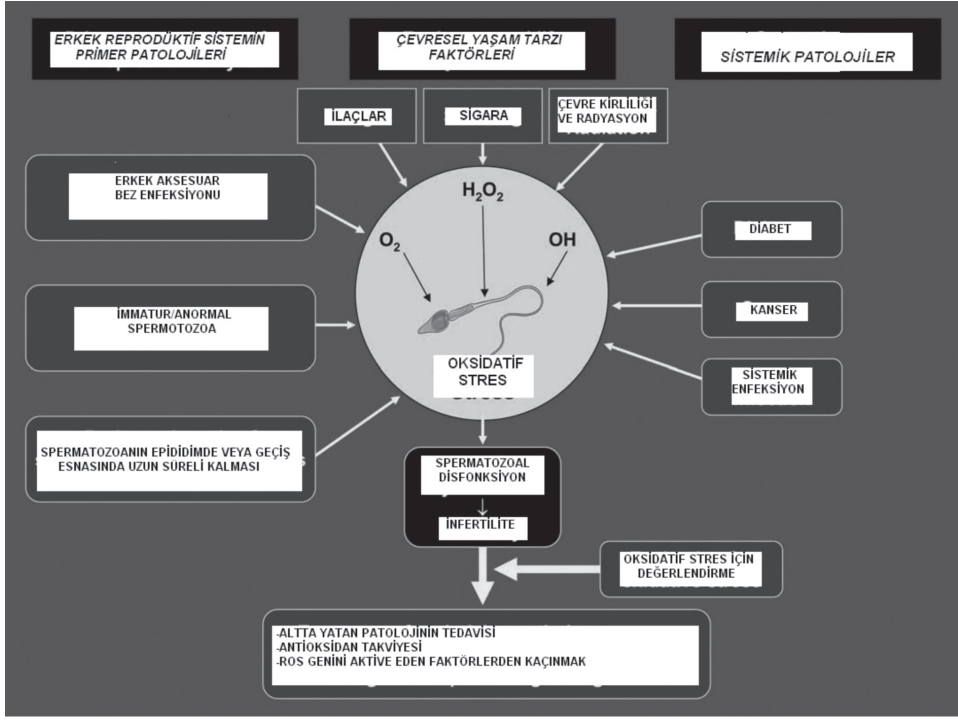 ERKEK REPRODÜKTİF SİSTEMİN
PRIMER PATOLOJİLERİ
ÇEVRESEL YAŞAM TARZI
FAKTÖRLERİ
SİSTEMİK PATOLOJİLER
İLAÇLAR
SİGARA
ÇEVRE KİRLİLİĞİ
VE RADYASYON
ERKEK AKSESUAR
BEZ ENFEKSİYONU
İMMATUR/ANORMAL
SPERMOTOZOA
SPERMATOZOANIN EPİDİDİMDE VEYA GEÇİŞ
ESNASINDA UZUN SÜRELİ KALMASI
H2O2
O2
OH
OKSİDATİF
STRES
DİABET
KANSER
SİSTEMİK
ENFEKSİYON
SPERMATOZOAL
DİSFONKSİYON
↓
İNFERTİLİTE
OKSİDATİF STRES İÇİN
DEĞERLENDİRME
-ALTTA YATAN PATOLOJİNİN TEDAVİSİ
-ANTİOKSİDAN TAKVİYESİ
-ROS GENİNİ AKTİVE EDEN FAKTÖRLERDEN KAÇINMAK